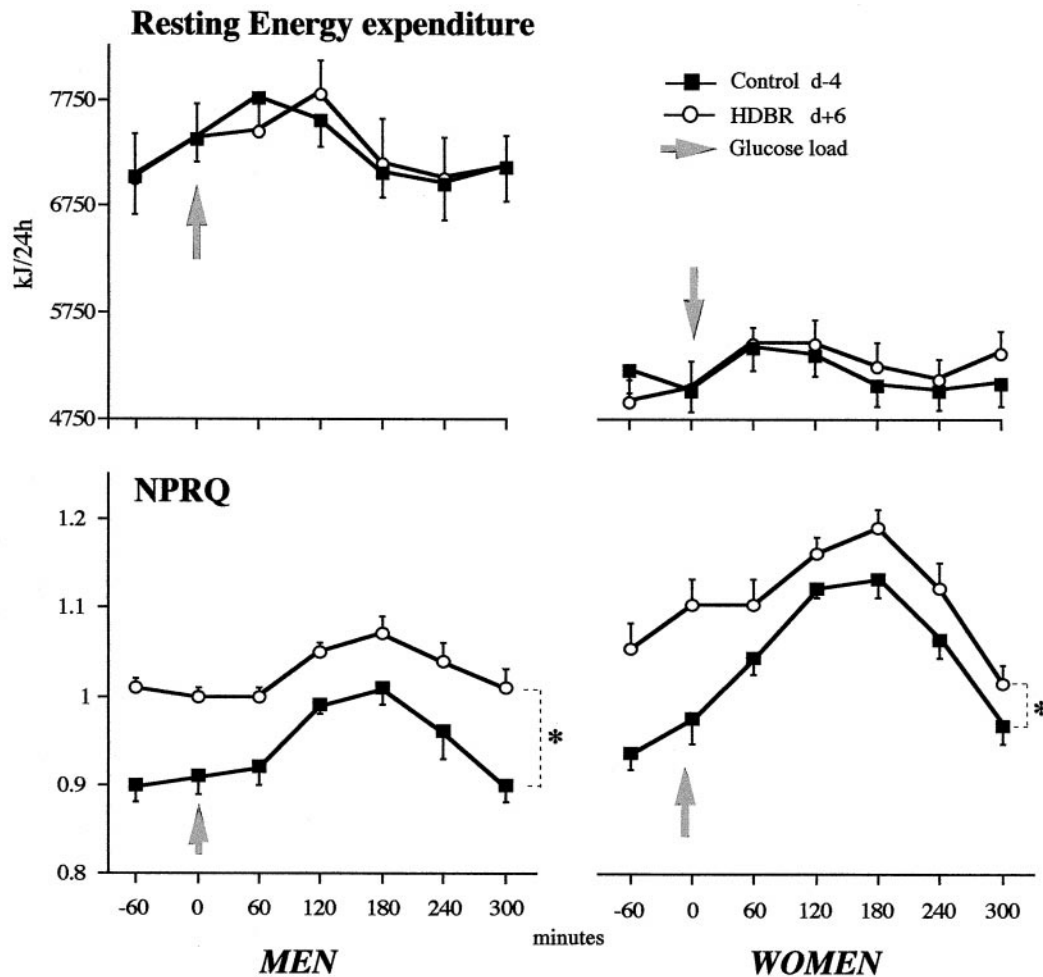 Resting Energy expenditure
7750
6750
5750
4750
kJ/24h
Control d-4
HDBR d+6
Glucose load
NPRQ
1.2
1.1
1
0.9
0.8
*
*
-60 0 60 120 180 240 300
-60 0 60 120 180 240 300
minutes
MEN
WOMEN